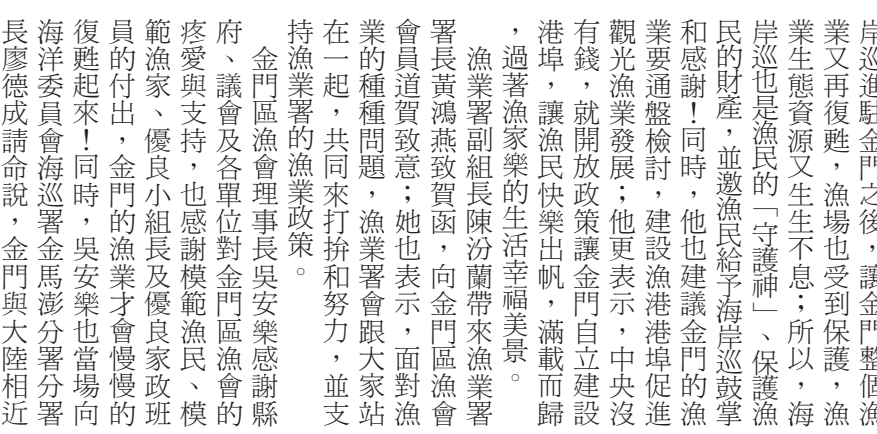 岸巡進駐金門之後，讓金門整個漁
業又再復甦，漁場也受到保護，漁
業生態資源又生生不息；所以，海
岸巡也是漁民的「守護神」、保護漁
民的財產，並邀漁民給予海岸巡鼓掌
和感謝！同時，他也建議金門的漁
業要通盤檢討，建設漁港港埠促進
觀光漁業發展；他更表示，中央沒
有錢，就開放政策讓金門自立建設
港埠，讓漁民快樂出帆，滿載而歸
，過著漁家樂的生活幸福美景。
漁業署副組長陳汾蘭帶來漁業署
署長黃鴻燕致賀函，向金門區漁會
會員道賀致意；她也表示，面對漁
業的種種問題，漁業署會跟大家站
在一起，共同來打拚和努力，並支
持漁業署的漁業政策。
金門區漁會理事長吳安樂感謝縣
府、議會及各單位對金門區漁會的
疼愛與支持，也感謝模範漁民、模
範漁家、優良小組長及優良家政班
員的付出，金門的漁業才會慢慢的
復甦起來！同時，吳安樂也當場向
海洋委員會海巡署金馬澎分署分署
長廖德成請命說，金門與大陸相近